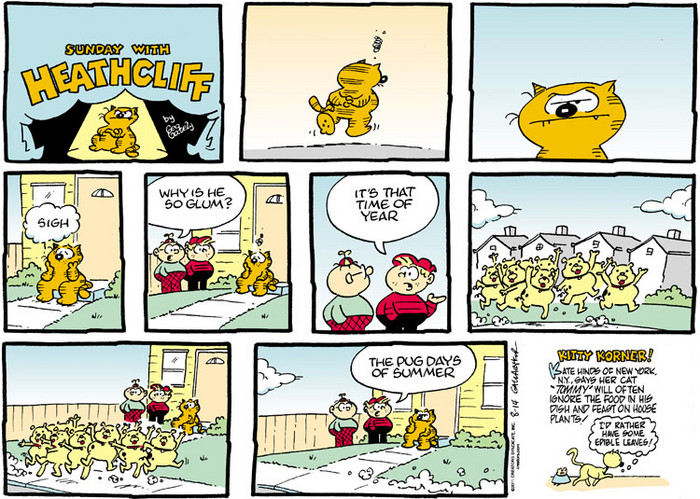 SUNDAY WITH
HEATHCLIFF
by
SIGH
WHY IS HE
SO GLUM?
IT'S THAT
TIME OF
YEAR
THE PUG DAYS
OF SUMMER
8-14
KITTY KORNER!
KATE HINDS OF NEW YORK,
N.Y., SAYS HER CAT
"TOMMY" WILL OFTEN
IGNORE THE FOOD IN HIS
DISH AND FEAST ON HOUSE
PLANTS!
I'D RATHER
HAVE SOME
EDIBLE LEAVES!